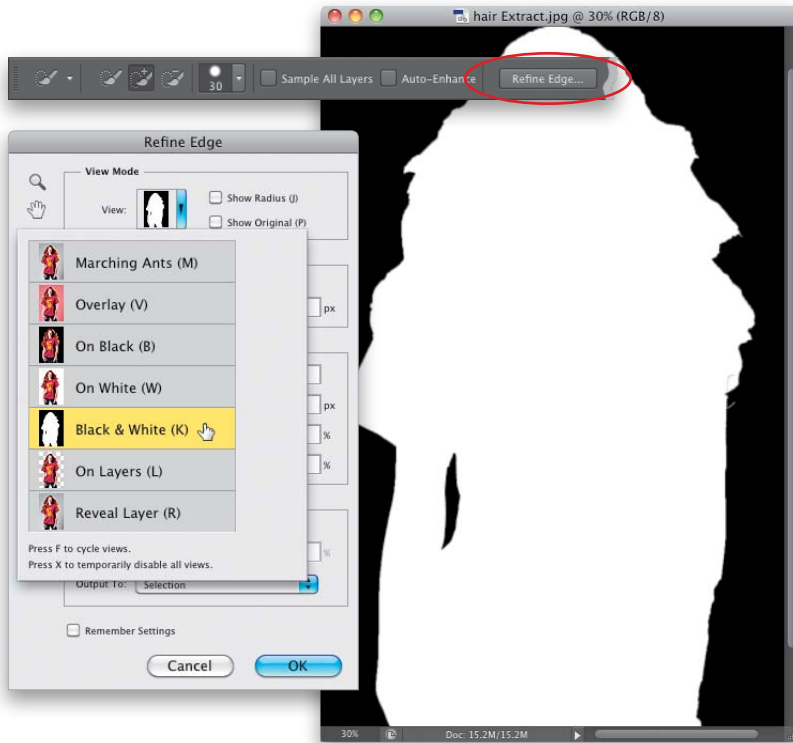 hair Extract.jpg @ 30% (RGB/8)
30
Sample All Layers
Auto-Enhance
Refine Edge...
Refine Edge
View Mode
View:
Show Radius (J)
Show Original (P)
Marching Ants (M)
Overlay (V)
On Black (B)
On White (W)
Black & White (K)
On Layers (L)
Reveal Layer (R)
Press F to cycle views.
Press X to temporarily disable all views.
px
px
%
%
%
Output To:
Selection
Remember Settings
Cancel
OK
30%
Doc: 15.2M/15.2M